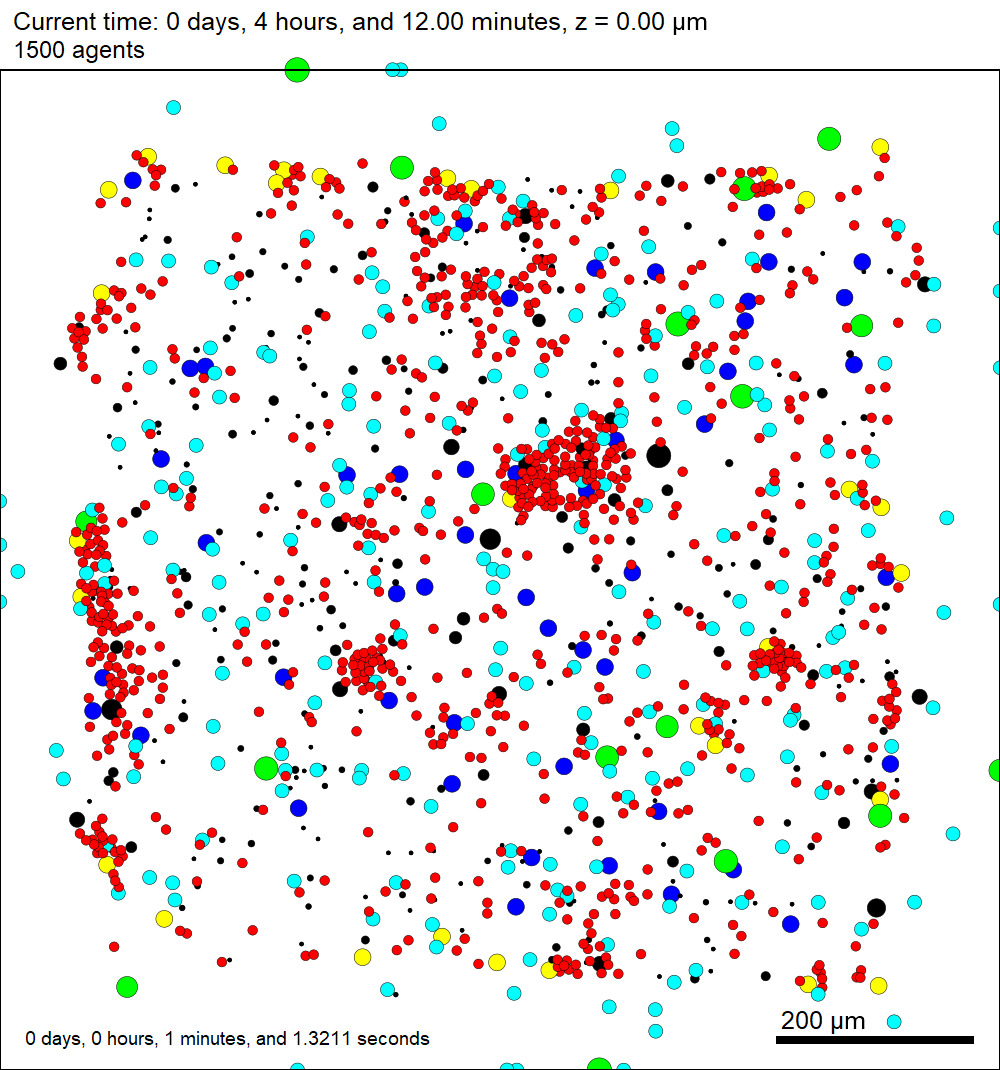 Current time: 0 days, 4 hours, and 12.00 minutes, z = 0.00 µm
1500 agents
200 µm
0 days, 0 hours, 1 minutes, and 1.3211 seconds